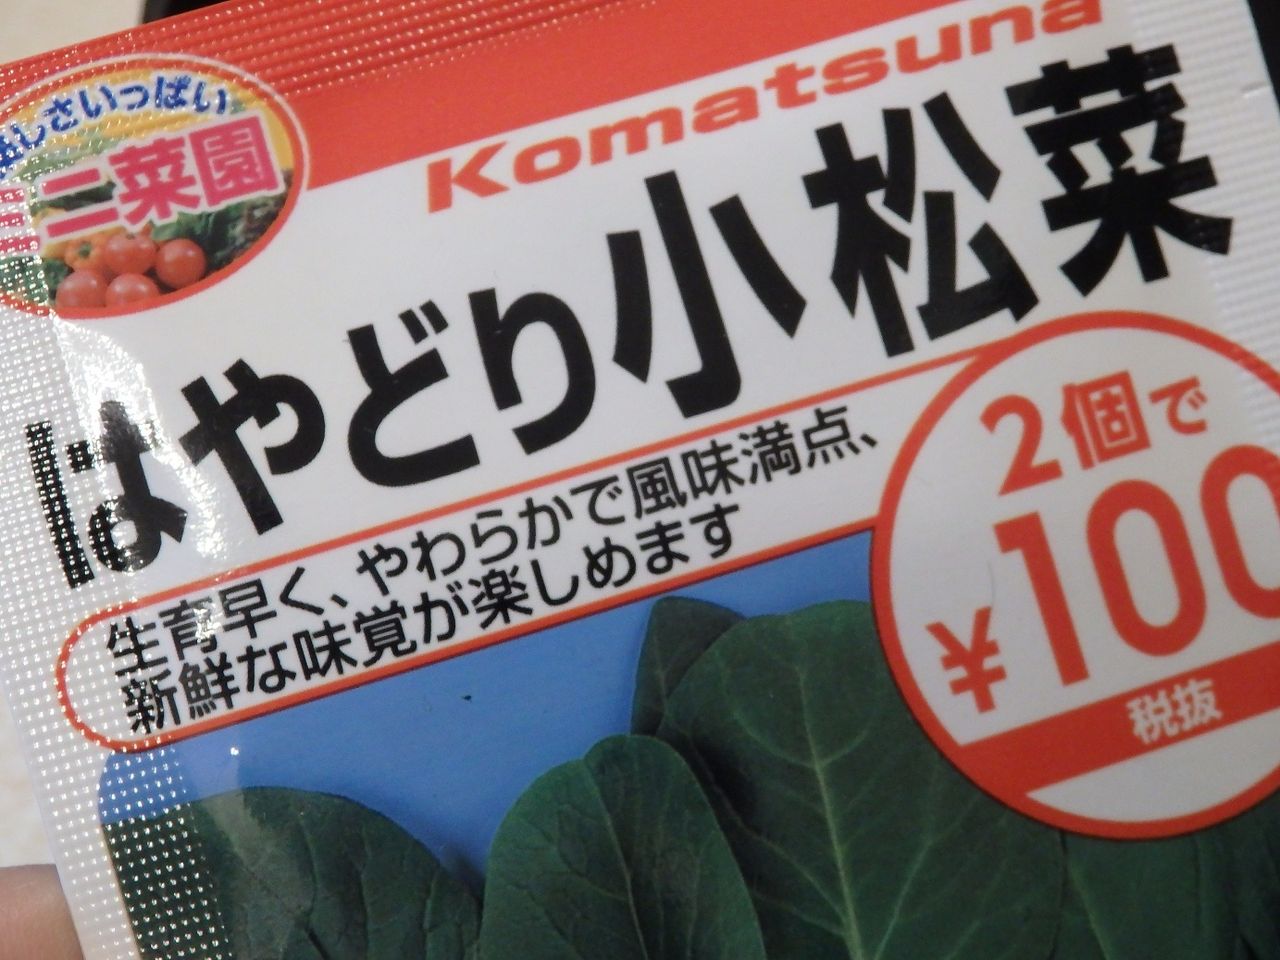 Komatsuna
しさいっぱい
ミニ菜園
はやどり小松菜
生育早く、やわらかで風味満点、
新鮮な味覚が楽しめます
2個で
¥100
税抜